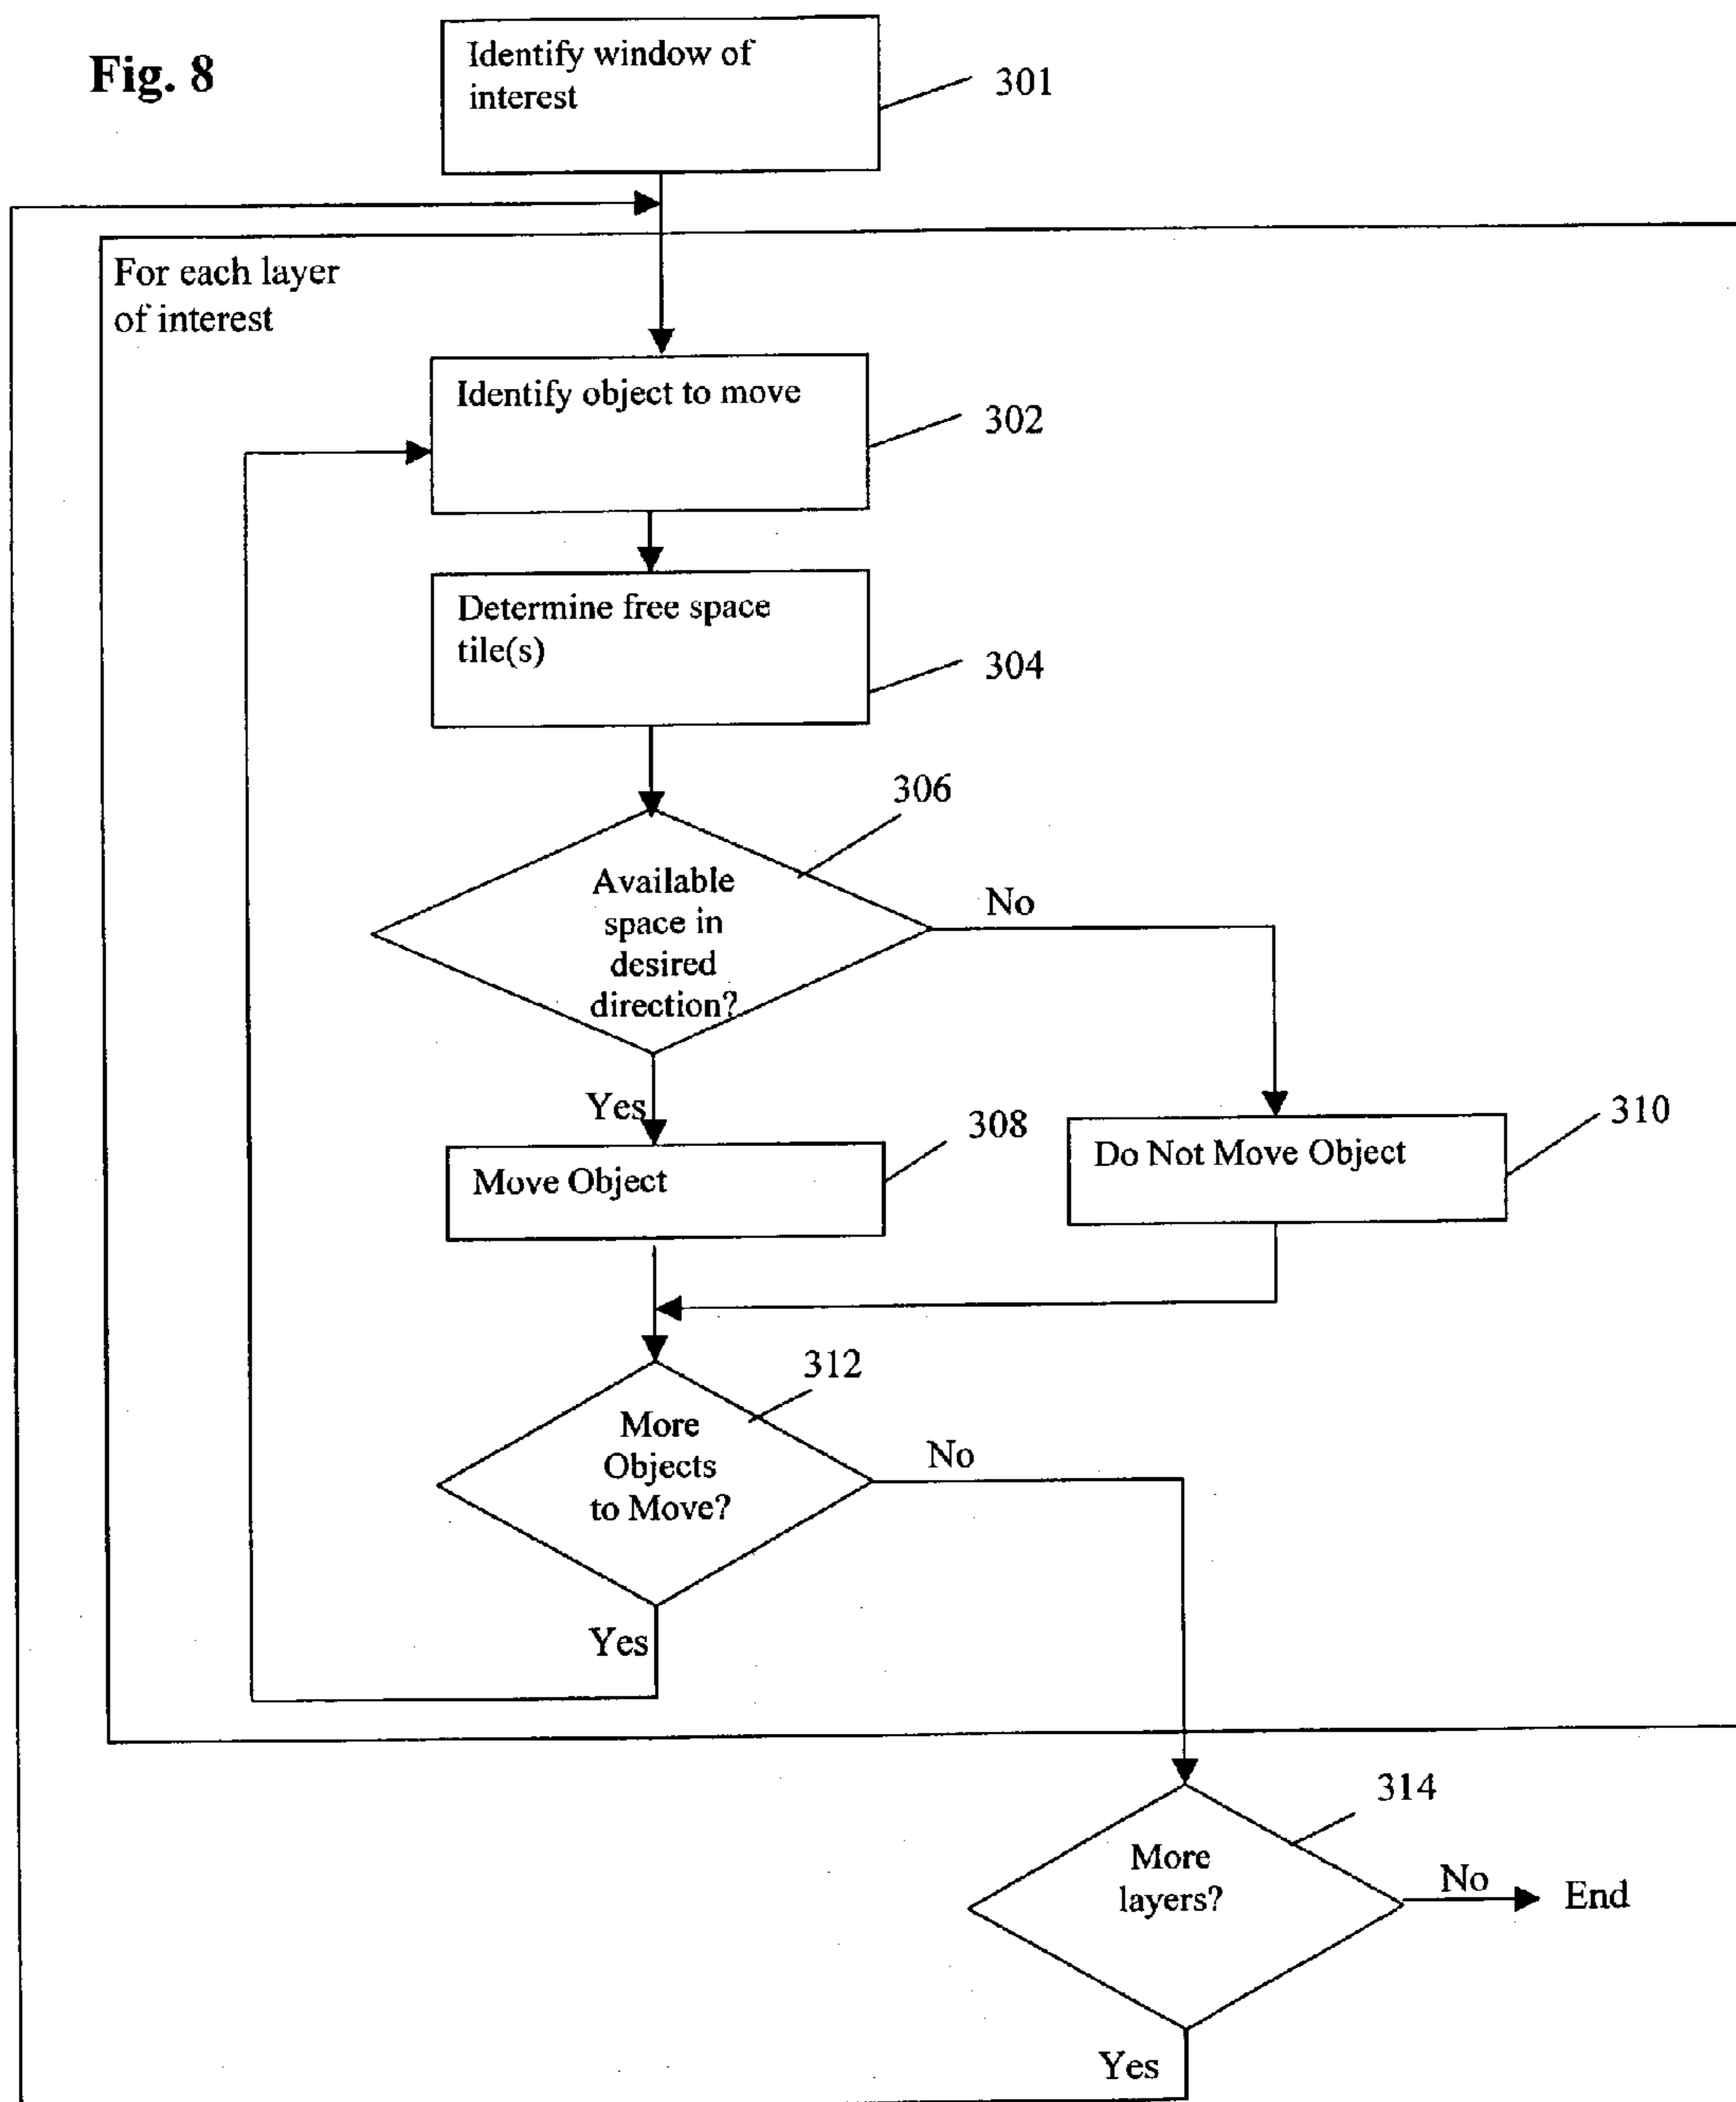 Fig. 8
Identify window of
interest
301
For each layer
of interest
Identify object to move
302
Determine free space
tile(s)
304
306
Available
space in
desired
direction?
No
Yes
308
Move Object
310
Do Not Move Object
312
More
Objects
to Move?
No
Yes
314
More
layers?
No
End
Yes